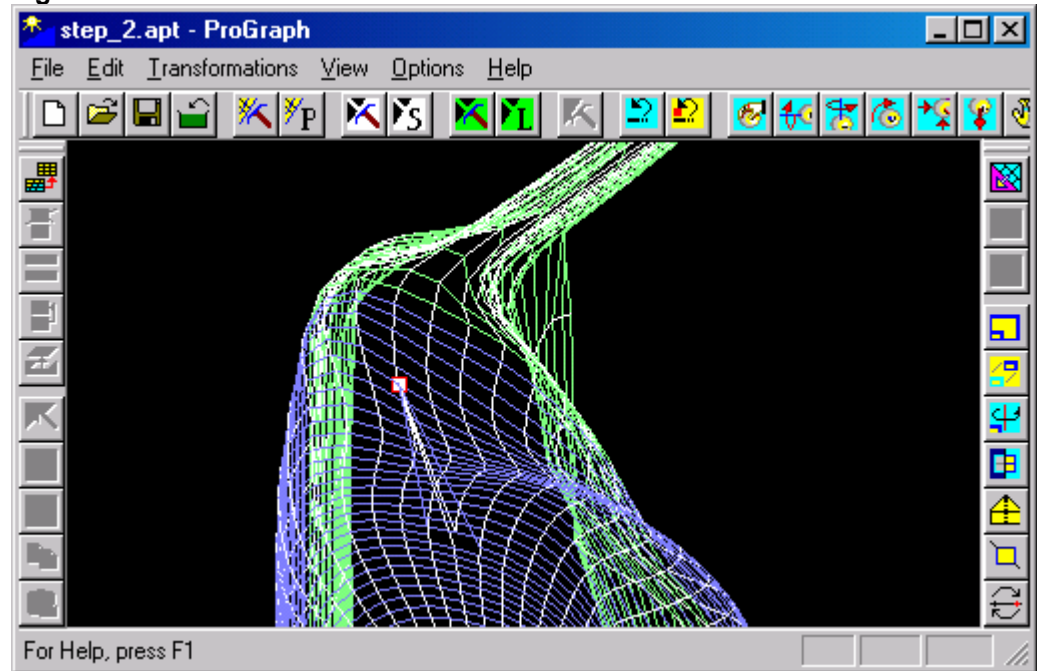 step_2.apt - ProGraph
File Edit Transformations View Options Help
P S L
For Help, press F1